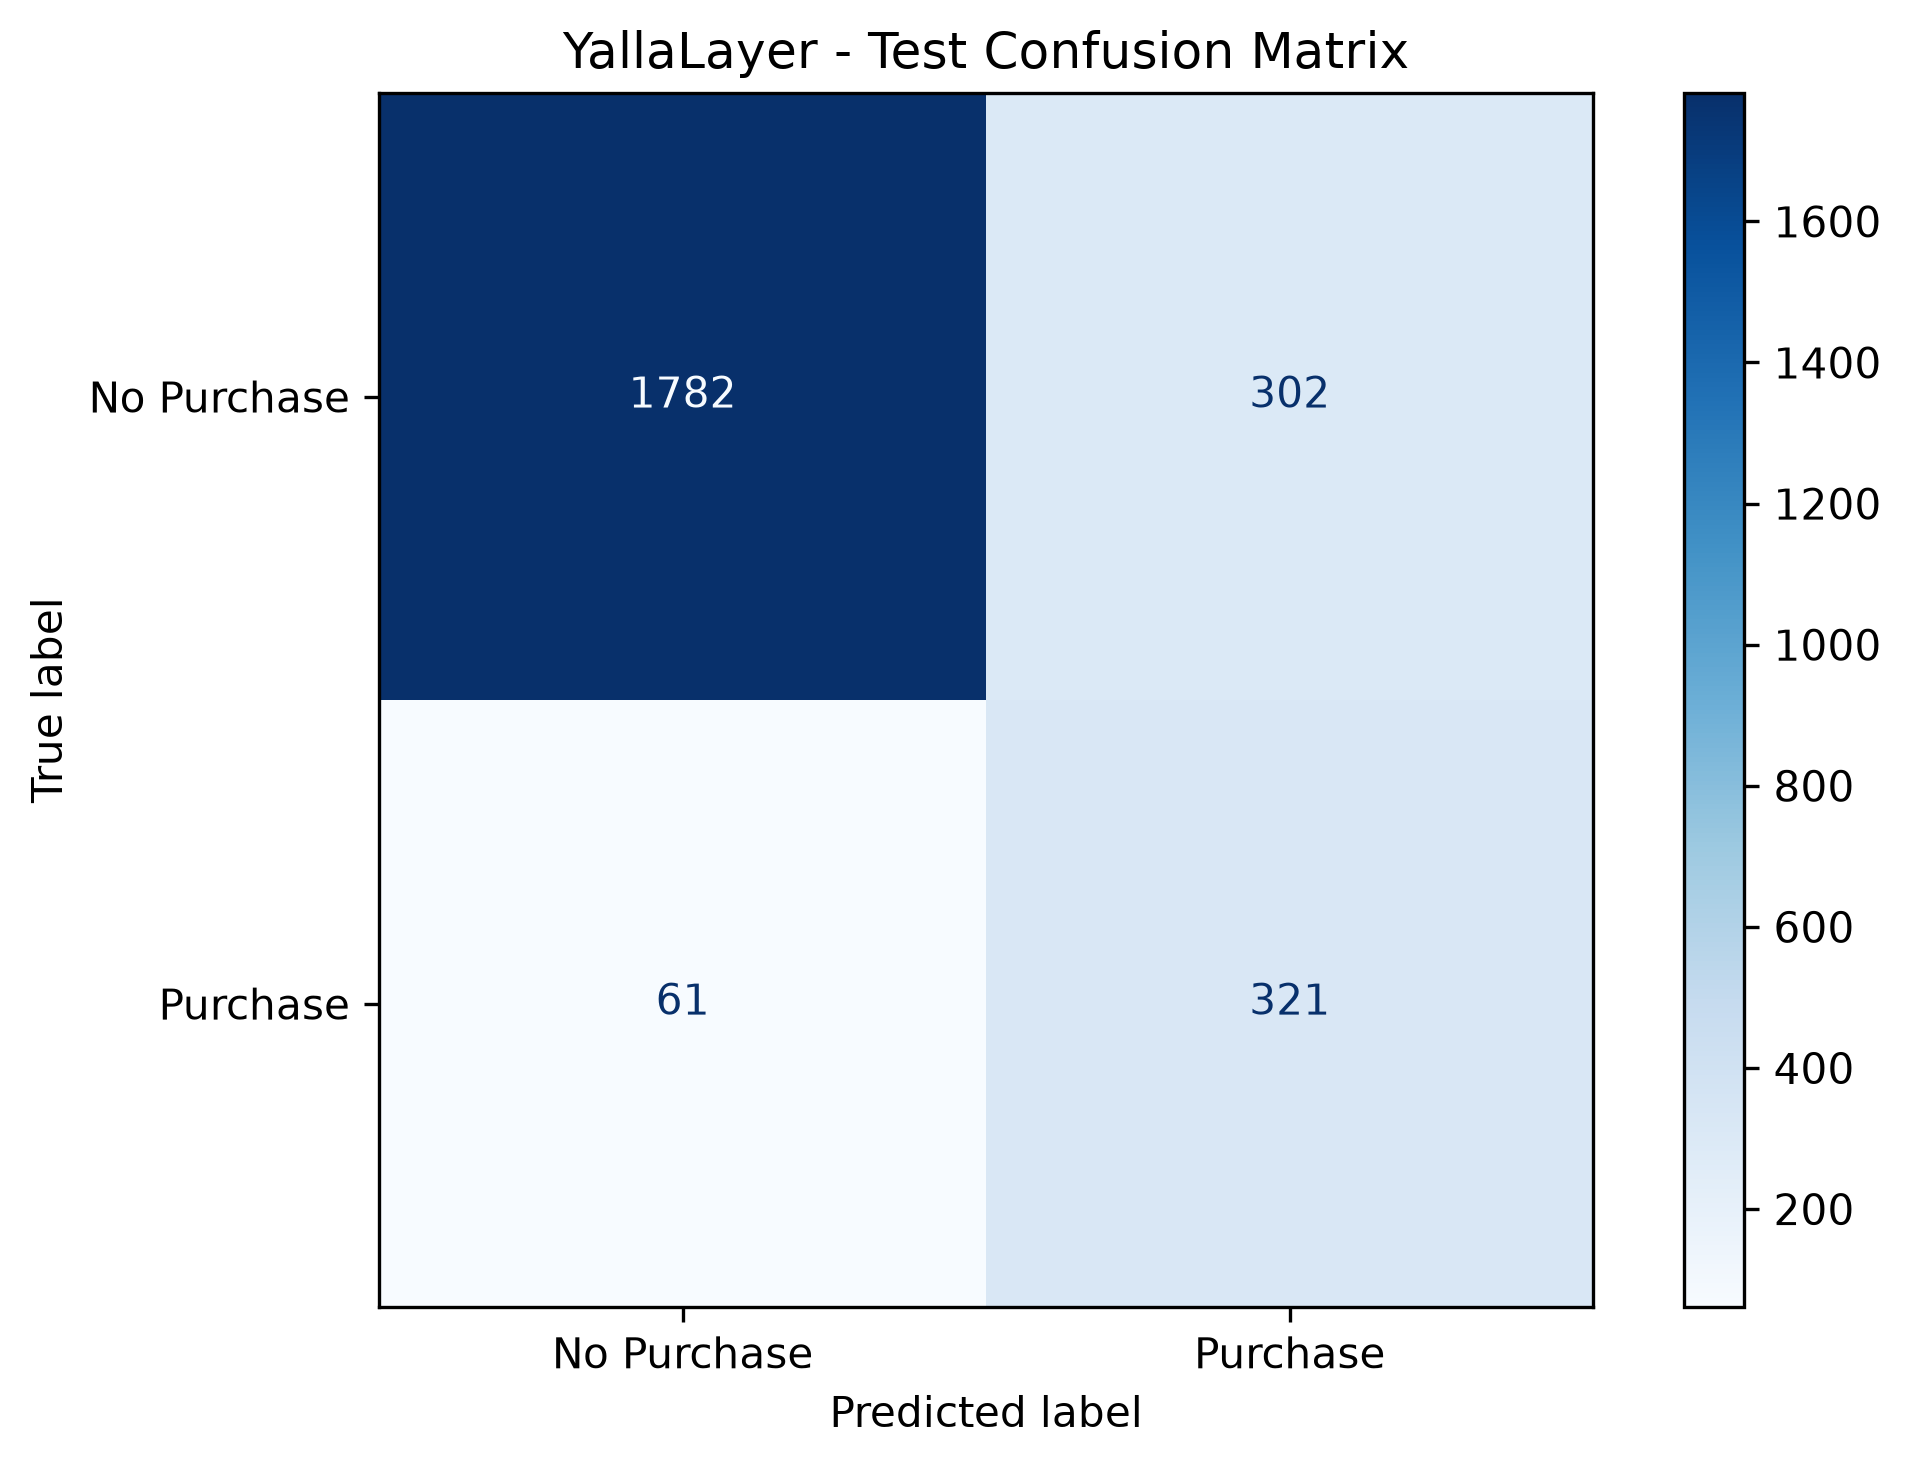 YallaLayer - Test Confusion Matrix
True label
No Purchase
Purchase
1782
302
61
321
No Purchase
Purchase
Predicted label
1600
1400
1200
1000
800
600
400
200